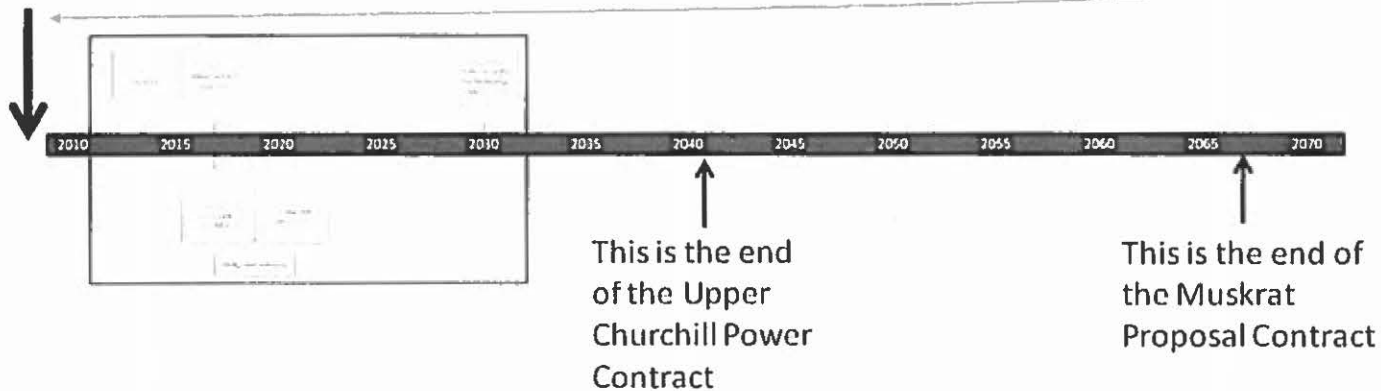 2010 2015 2020 2025 2030 2035 2040 2045 2050 2055 2060 2065 2070
This is the end
of the Upper
Churchill Power
Contract
This is the end of
the Muskrat
Proposal Contract